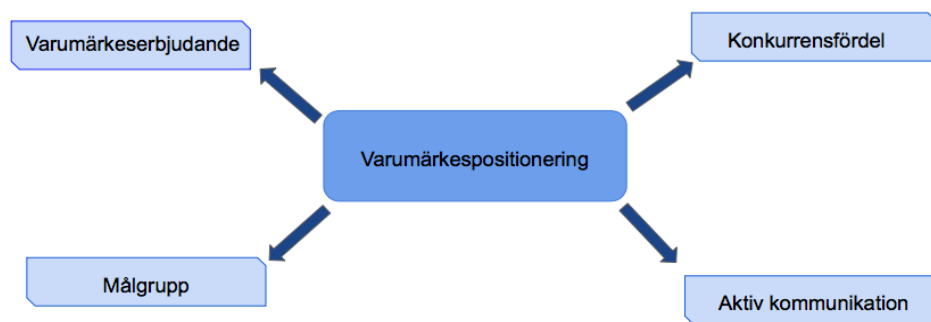 Varumärkeserbjudande
Konkurrensfördel
Varumärkespositionering
Målgrupp
Aktiv kommunikation